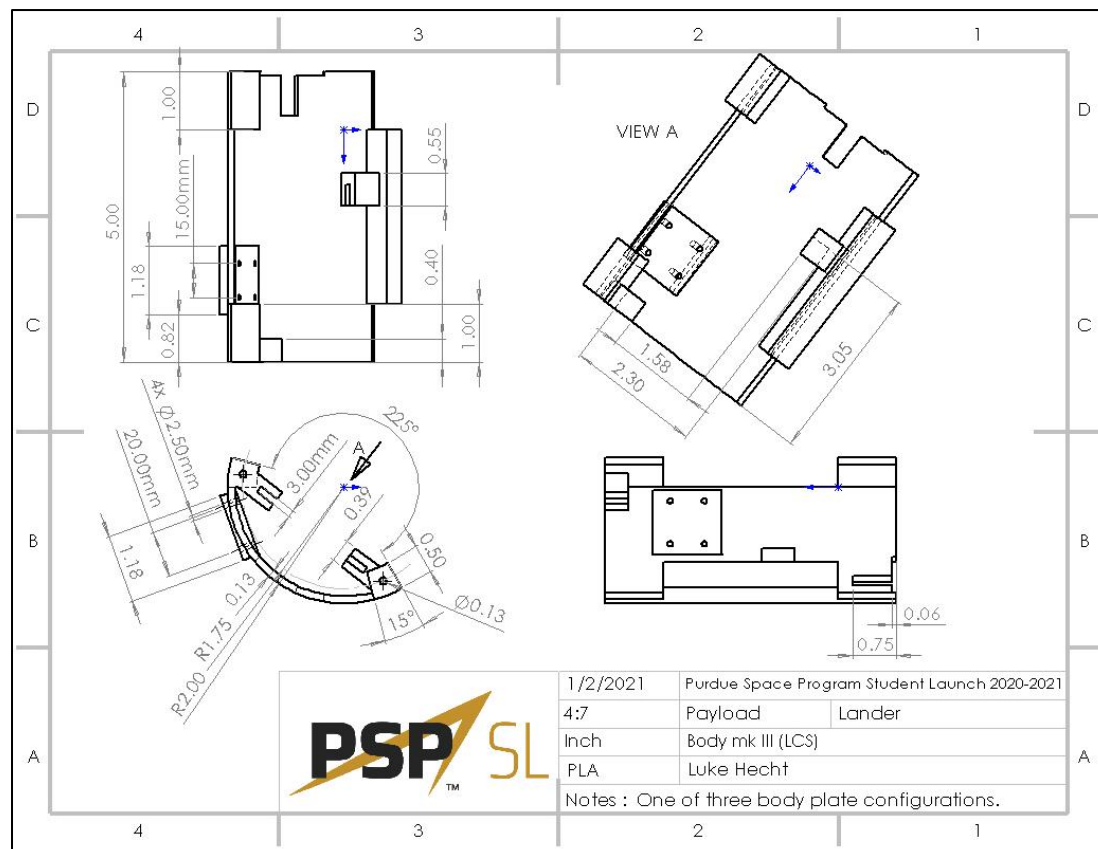 4 3 2 1
D D
C C
B B
A A
1.00
5.00
15.00mm
1.18
0.82
0.55
0.40
1.00
VIEW A
1.58
2.30
3.05
4x Ø2.50mm
20.00mm
1.18
225°
A
3.00mm
0.39
0.50
Ø0.13
15°
0.13
R1.75
R2.00
0.06
0.75
PSP SL
TM
1/2/2021 Purdue Space Program Student Launch 2020-2021
4:7 Payload Lander
Inch Body mk III (LCS)
PLA Luke Hecht
Notes : One of three body plate configurations.
4 3 2 1